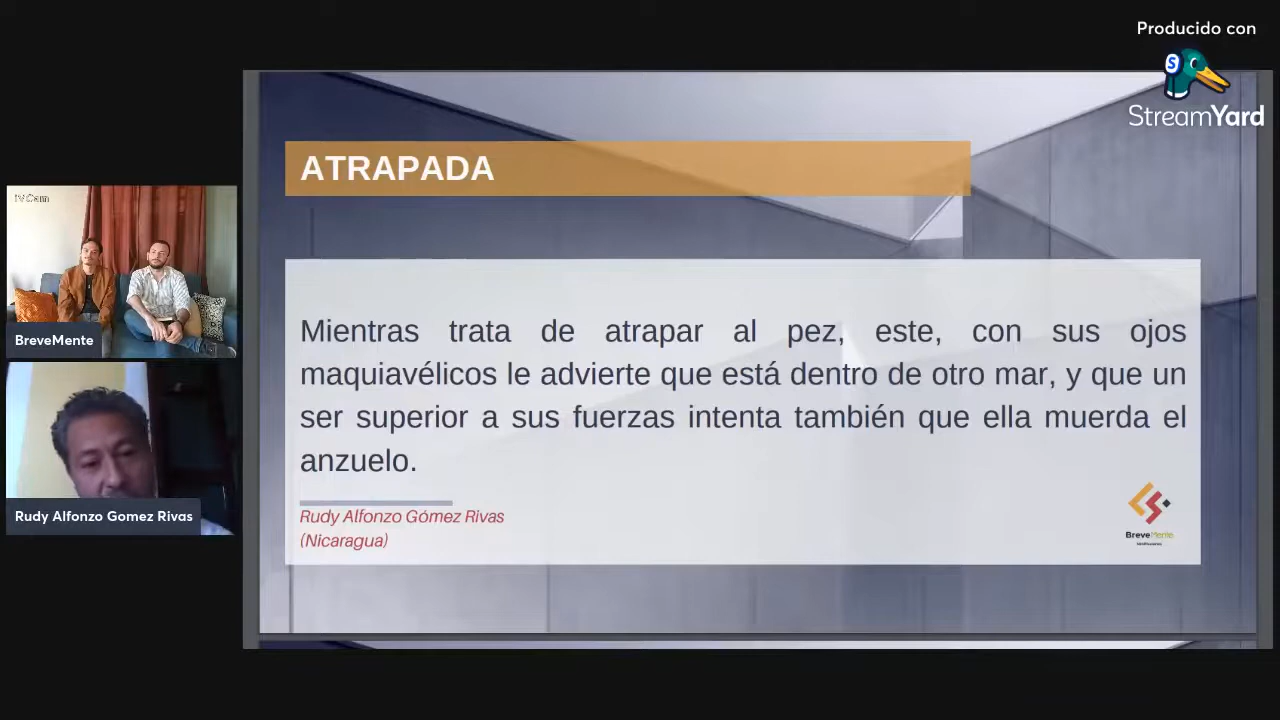 Producido con
StreamYard
ATRAPADA
iVCam
BreveMente
Rudy Alfonzo Gomez Rivas
Mientras trata de atrapar al pez, este, con sus ojos
maquiavélicos le advierte que está dentro de otro mar, y que un
ser superior a sus fuerzas intenta también que ella muerda el
anzuelo.
Rudy Alfonzo Gómez Rivas
(Nicaragua)
BreveMente